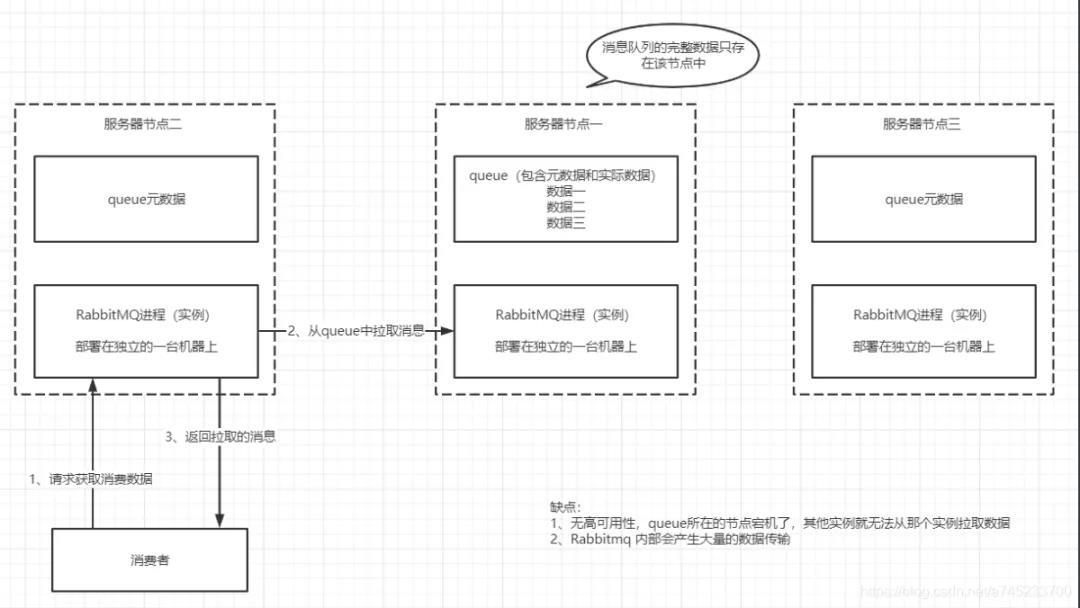 消息队列的完整数据只存
在该节点中
服务器节点二
queue元数据
RabbitMQ进程（实例）
部署在独立的一台机器上
服务器节点一
queue（包含元数据和实际数据）
数据一
数据二
数据三
RabbitMQ进程（实例）
部署在独立的一台机器上
服务器节点三
queue元数据
RabbitMQ进程（实例）
部署在独立的一台机器上
2、从queue中拉取消息
3、返回拉取的消息
1、请求获取消费数据
消费者
缺点：
1、无高可用性，queue所在的节点宕机了，其他实例就无法从那个实例拉取数据
2、Rabbitmq 内部会产生大量的数据传输
https://blog.csdn.net/a745233700